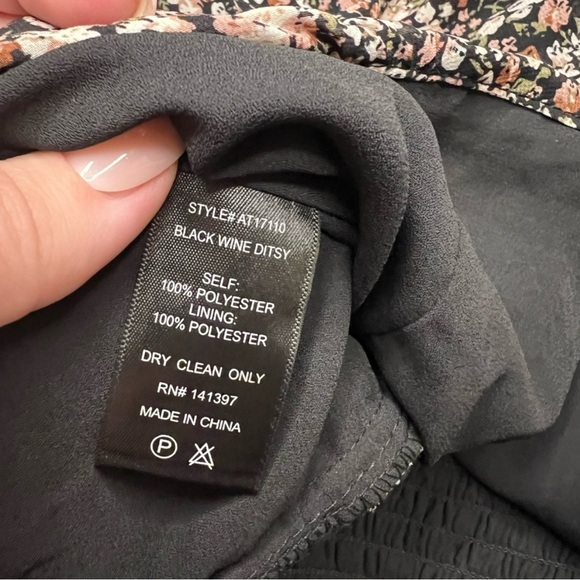 STYLE# AT17110
BLACK WINE DITSY
SELF:
100% POLYESTER
LINING:
100% POLYESTER
DRY CLEAN ONLY
RN# 141397
MADE IN CHINA
P